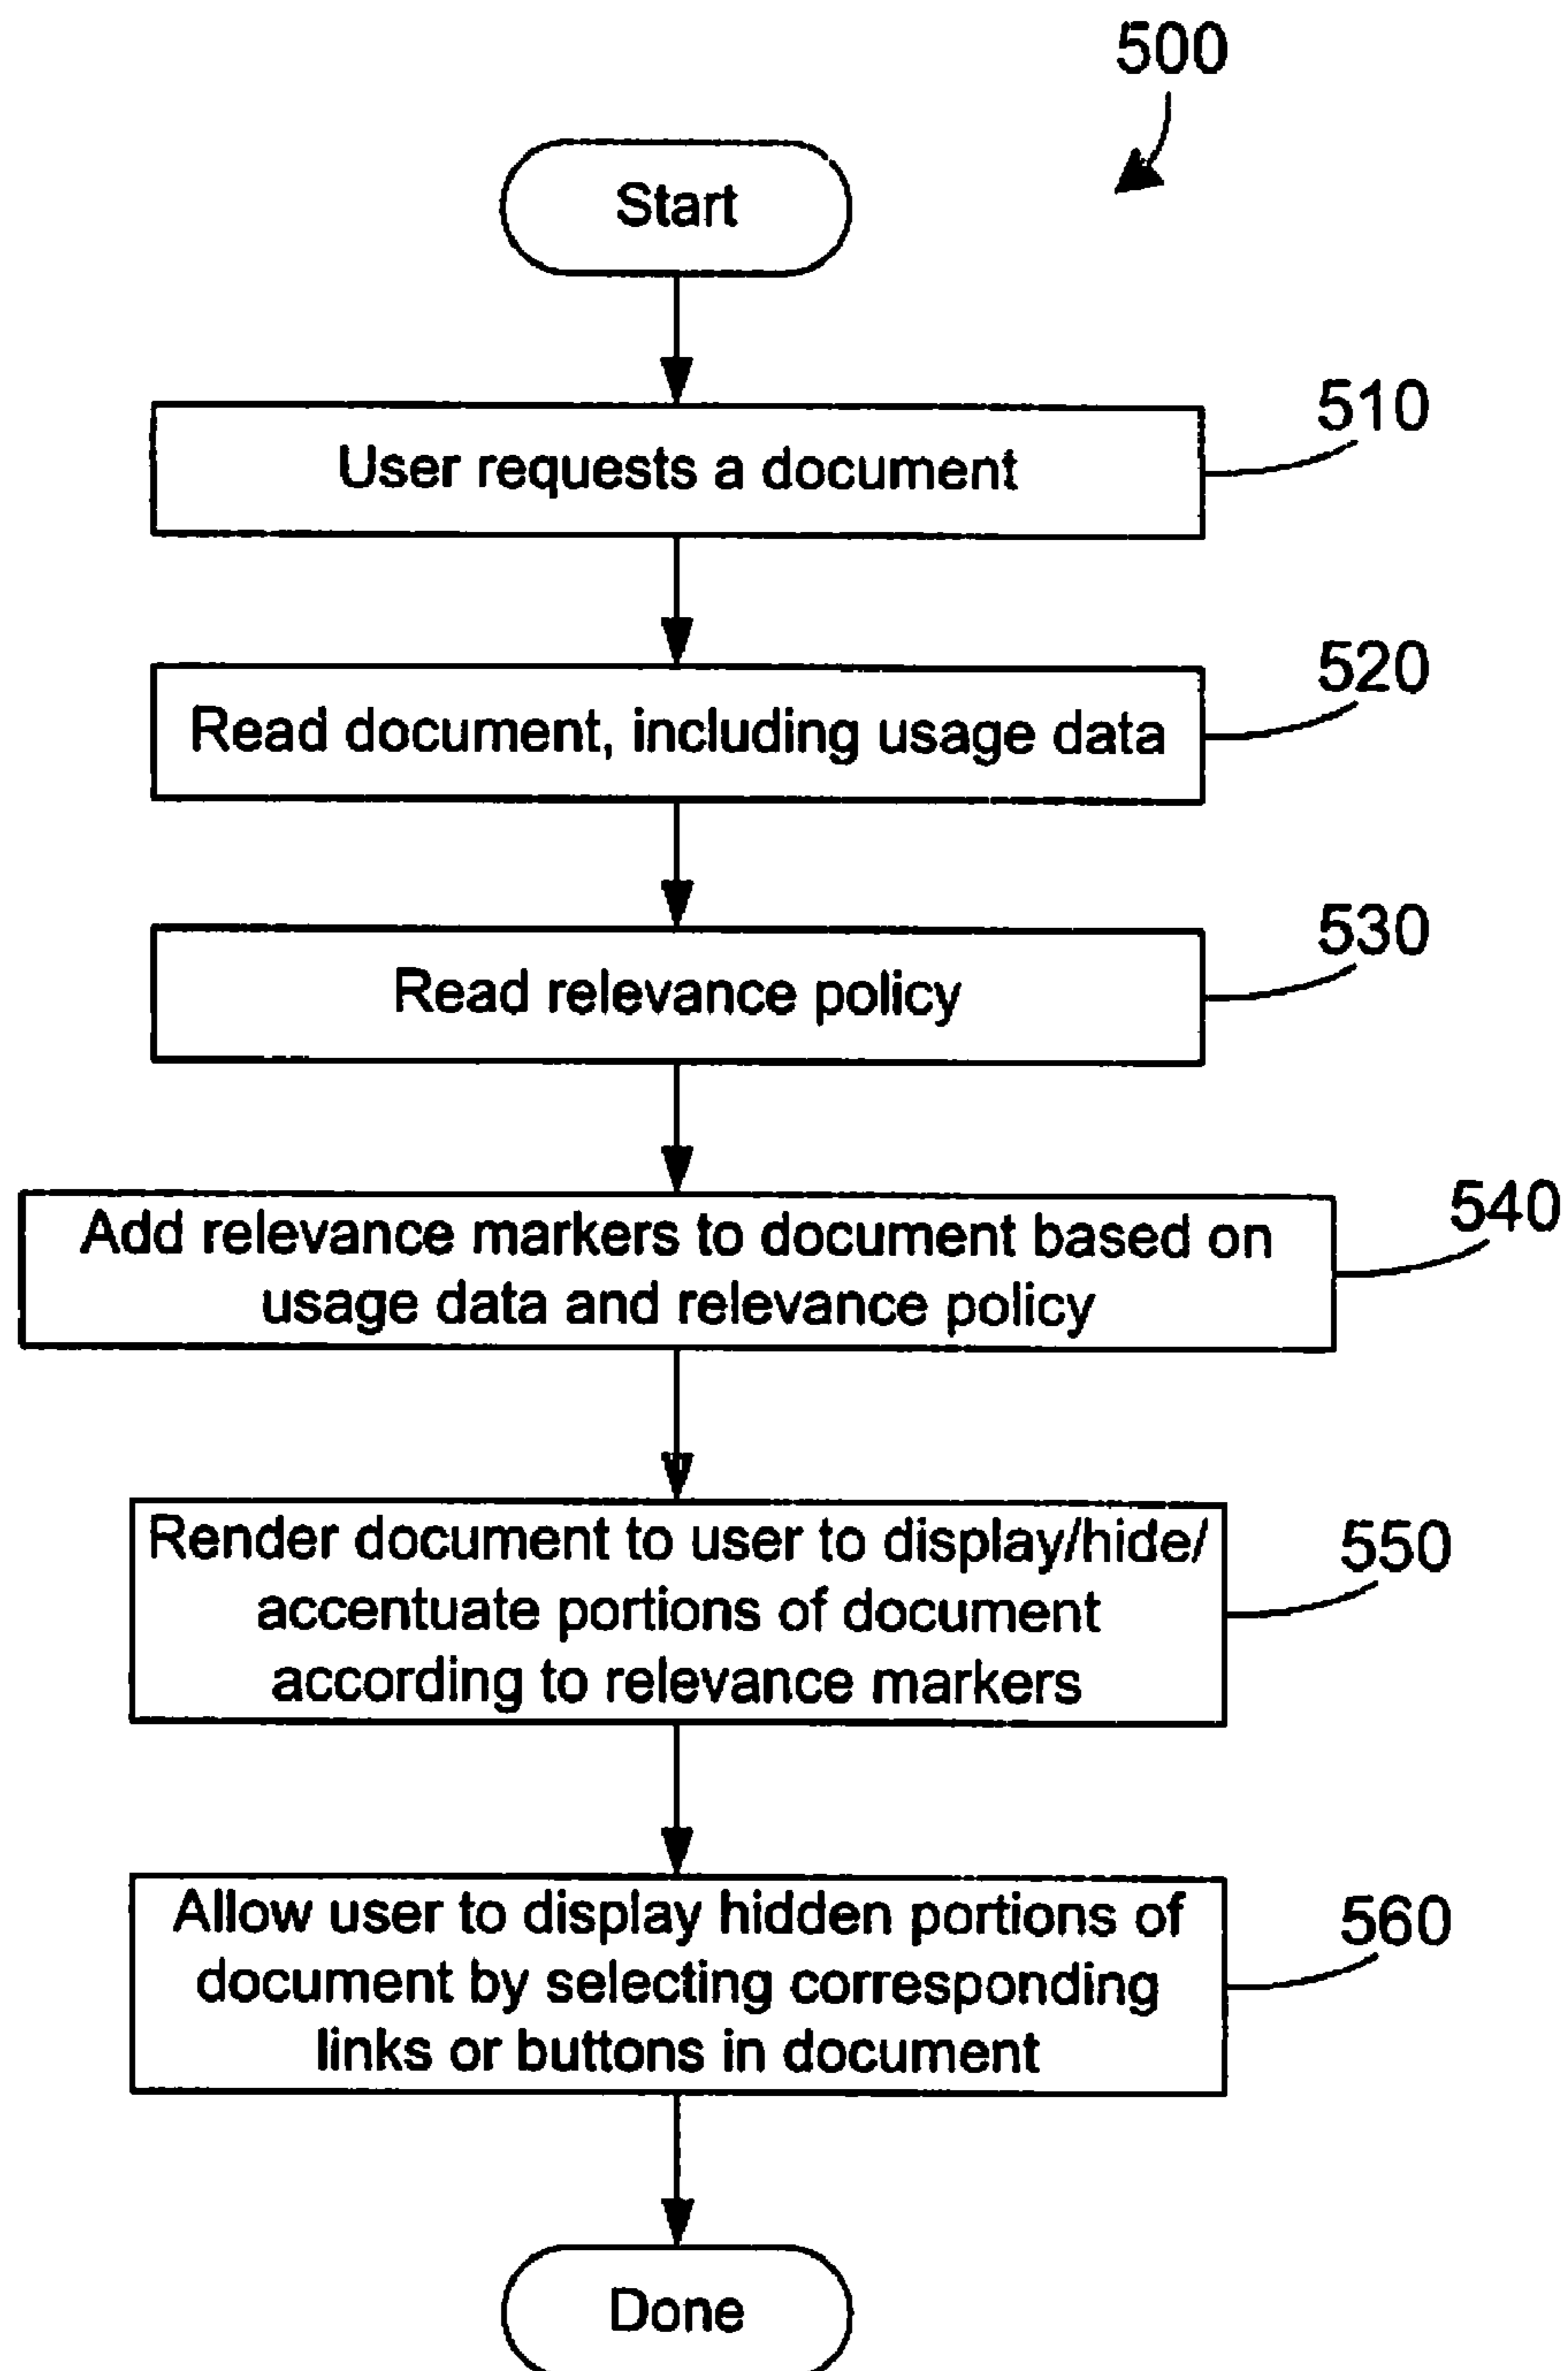 500
Start
User requests a document
510
Read document, including usage data
520
Read relevance policy
530
Add relevance markers to document based on
usage data and relevance policy
540
Render document to user to display/hide/
accentuate portions of document
according to relevance markers
550
Allow user to display hidden portions of
document by selecting corresponding
links or buttons in document
560
Done